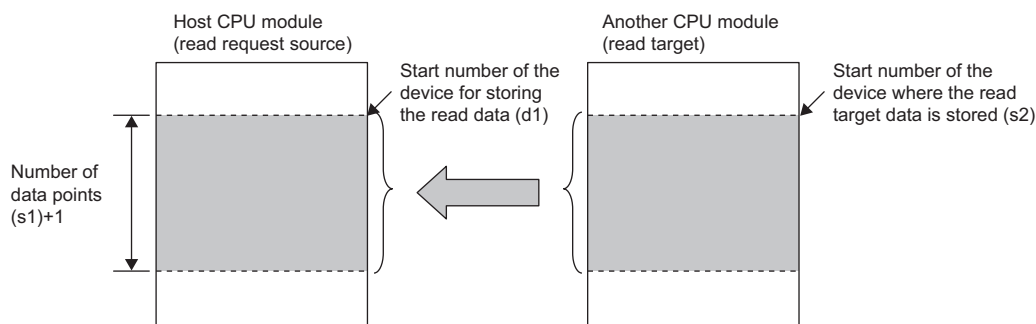 Host CPU module
(read request source)
Another CPU module
(read target)
Start number of the
device for storing
the read data (d1)
Start number of the
device where the read
target data is stored (s2)
Number of
data points
(s1)+1